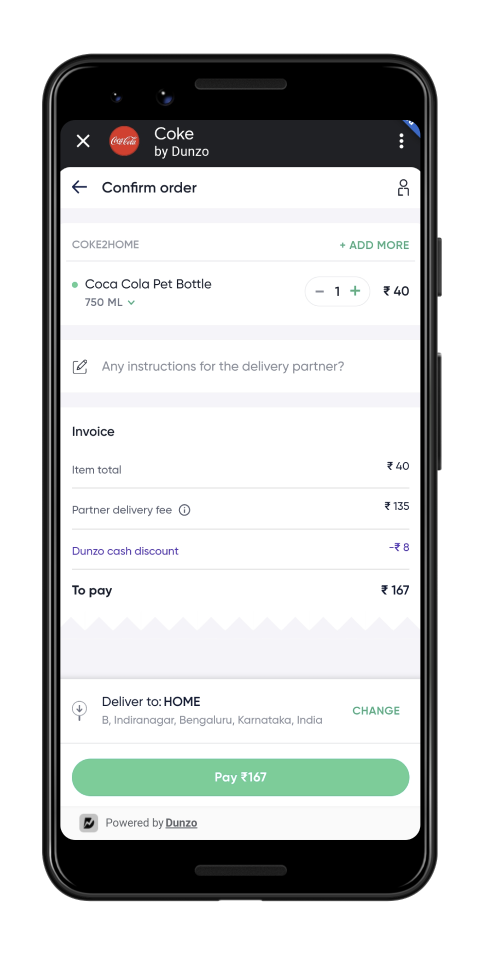 Coca-Cola
Coke
by Dunzo
Confirm order
COKE2HOME
+ ADD MORE
Coca Cola Pet Bottle
750 ML
− 1 + ₹ 40
Any instructions for the delivery partner?
Invoice
Item total ₹ 40
Partner delivery fee ₹ 135
Dunzo cash discount -₹ 8
To pay ₹ 167
Deliver to: HOME
B, Indiranagar, Bengaluru, Karnataka, India
CHANGE
Pay ₹167
Powered by Dunzo